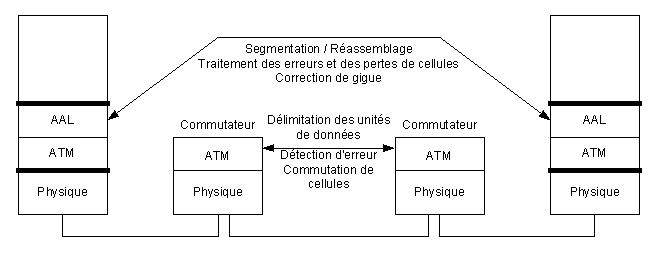 Segmentation / Réassemblage
Traitement des erreurs et des pertes de cellules
Correction de gigue
AAL
ATM
Physique
Commutateur
ATM
Physique
Délimitation des unités
de données
Détection d'erreur
Commutation de
cellules
Commutateur
ATM
Physique
AAL
ATM
Physique